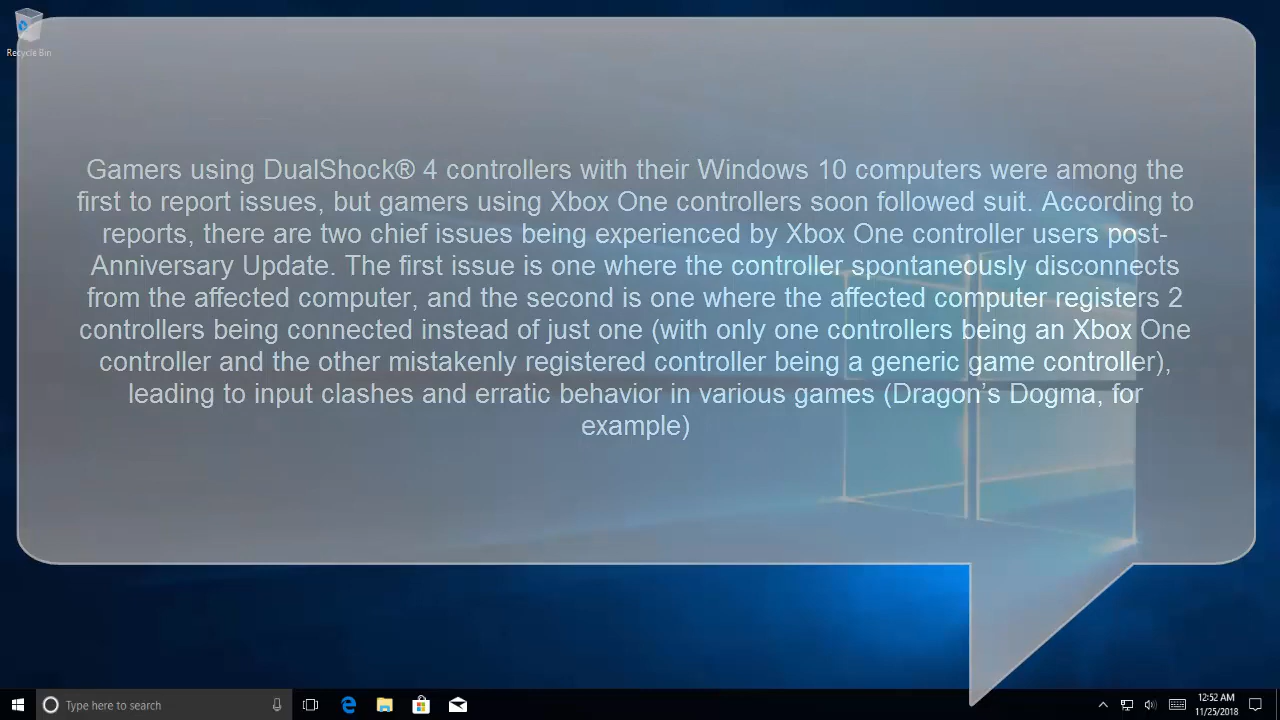 Recycle Bin
Gamers using DualShock® 4 controllers with their Windows 10 computers were among the
first to report issues, but gamers using Xbox One controllers soon followed suit. According to
reports, there are two chief issues being experienced by Xbox One controller users post-
Anniversary Update. The first issue is one where the controller spontaneously disconnects
from the affected computer, and the second is one where the affected computer registers 2
controllers being connected instead of just one (with only one controllers being an Xbox One
controller and the other mistakenly registered controller being a generic game controller),
leading to input clashes and erratic behavior in various games (Dragon’s Dogma, for
example)
Type here to search
12:52 AM
11/25/2018